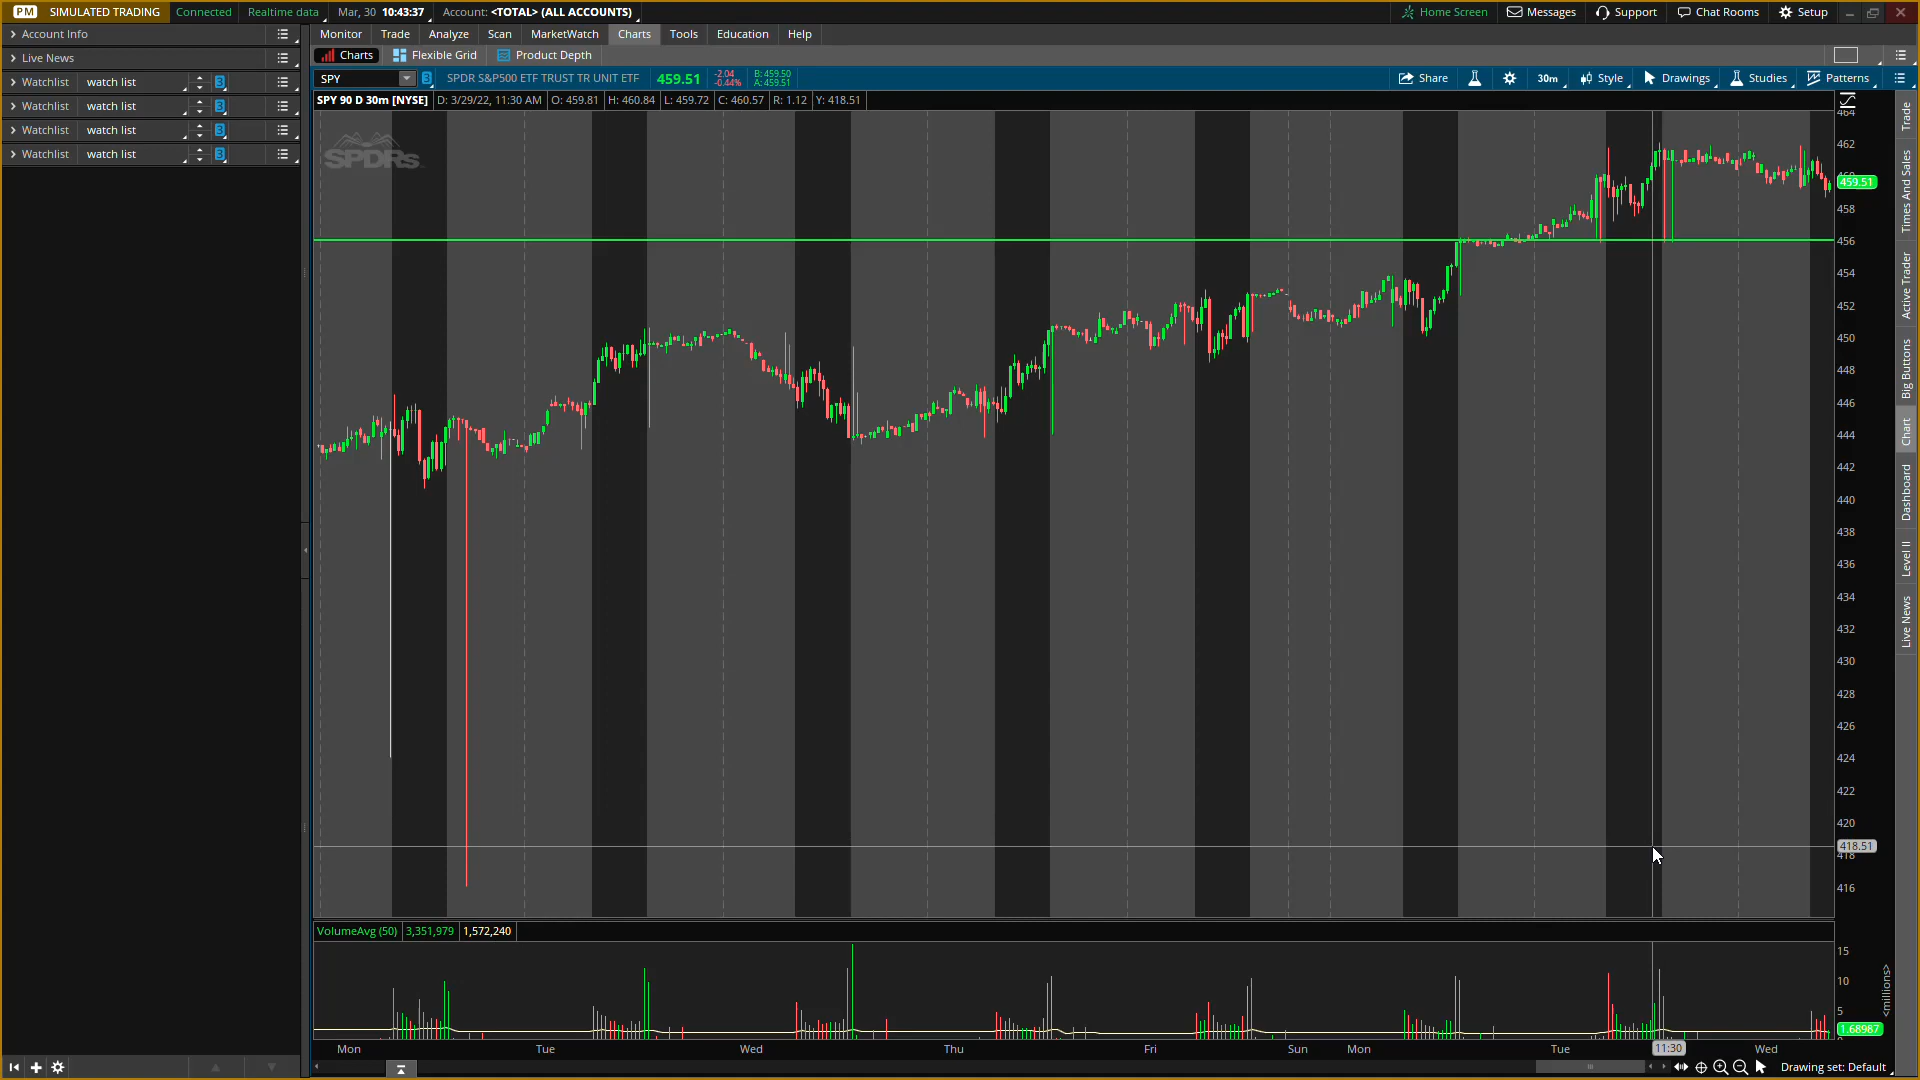 PM SIMULATED TRADING Connected Realtime data Mar, 30 10:43:37 Account: <TOTAL> (ALL ACCOUNTS) Home Screen Messages Support Chat Rooms Setup
Account Info
Live News
Watchlist watch list 3
Watchlist watch list 3
Watchlist watch list 3
Watchlist watch list 3
Monitor Trade Analyze Scan MarketWatch Charts Tools Education Help
Charts Flexible Grid Product Depth
SPY 3 SPDR S&P500 ETF TRUST TR UNIT ETF 459.51 -2.04 -0.44% B: 459.50 A: 459.51 Share 30m Style Drawings Studies Patterns
SPY 90 D 30m [NYSE] D: 3/29/22, 11:30 AM O: 459.81 H: 460.84 L: 459.72 C: 460.57 R: 1.12 Y: 418.51
SPDRs
464
462
459.51
458
456
454
452
450
448
446
444
442
440
438
436
434
432
430
428
426
424
422
420
418.51
418
416
VolumeAvg (50) 3,351,979 1,572,240
15
10
5
1.68987
<millions>
Mon Tue Wed Thu Fri Sun Mon Tue 11:30 Wed
Drawing set: Default
Trade
Times And Sales
Active Trader
Big Buttons
Chart
Dashboard
Level II
Live News